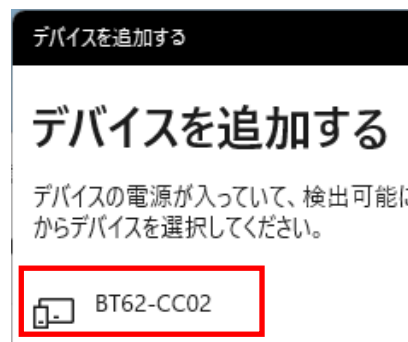 デバイスを追加する
デバイスを追加する
デバイスの電源が入っていて、検出可能に
からデバイスを選択してください。
BT62-CC02